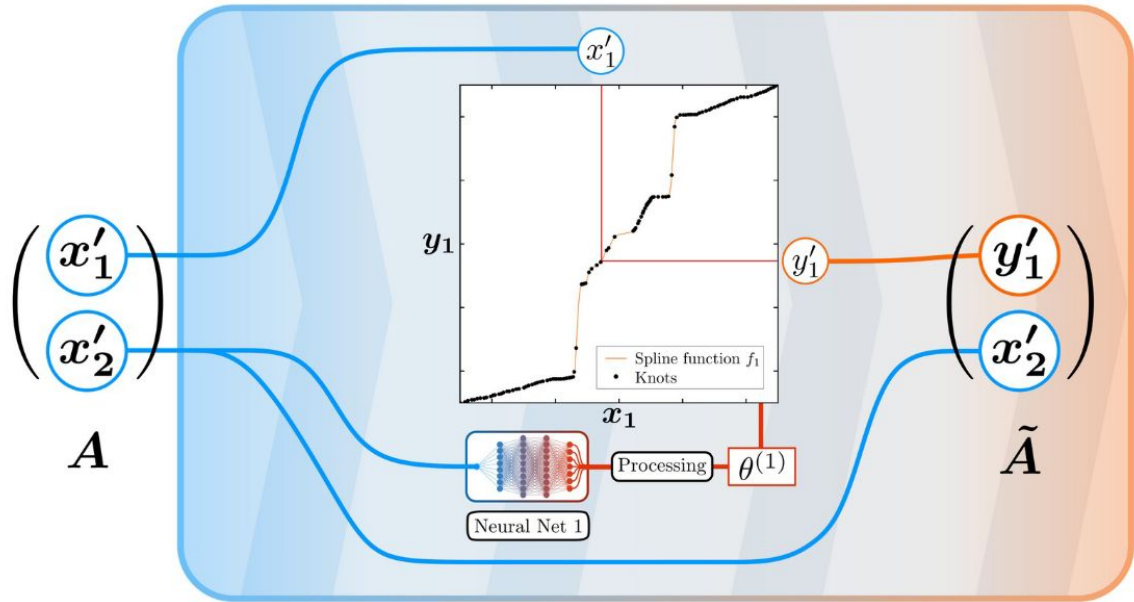 x′₁
x′₁
x′₂
A
y₁
x₁
Spline function f₁
Knots
y′₁
Neural Net 1
Processing
θ⁽¹⁾
y′₁
x′₂
Ã